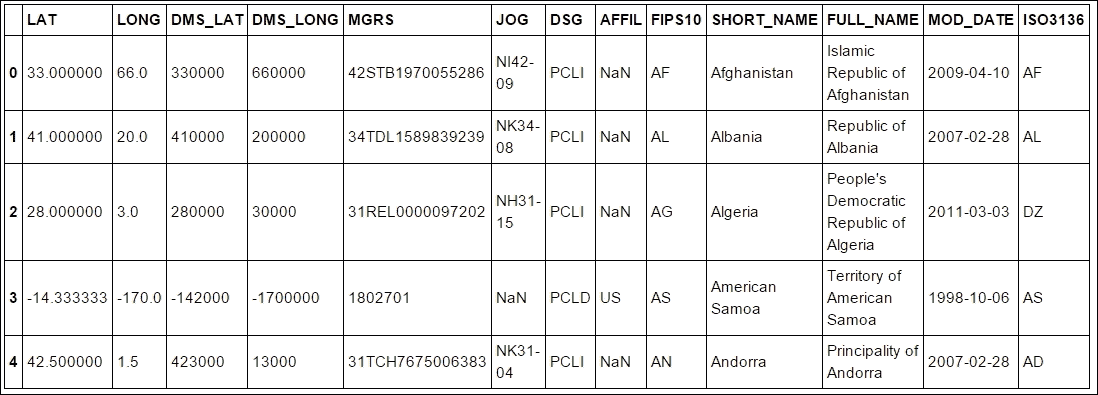 LAT LONG DMS_LAT DMS_LONG MGRS JOG DSG AFFIL FIPS10 SHORT_NAME FULL_NAME MOD_DATE ISO3136
0 33.000000 66.0 330000 660000 42STB1970055286 NI42-09 PCLI NaN AF Afghanistan Islamic Republic of Afghanistan 2009-04-10 AF
1 41.000000 20.0 410000 200000 34TDL1589839239 NK34-08 PCLI NaN AL Albania Republic of Albania 2007-02-28 AL
2 28.000000 3.0 280000 30000 31REL0000097202 NH31-15 PCLI NaN AG Algeria People's Democratic Republic of Algeria 2011-03-03 DZ
3 -14.333333 -170.0 -142000 -1700000 1802701 NaN PCLD US AS American Samoa Territory of American Samoa 1998-10-06 AS
4 42.500000 1.5 423000 13000 31TCH7675006383 NK31-04 PCLI NaN AN Andorra Principality of Andorra 2007-02-28 AD